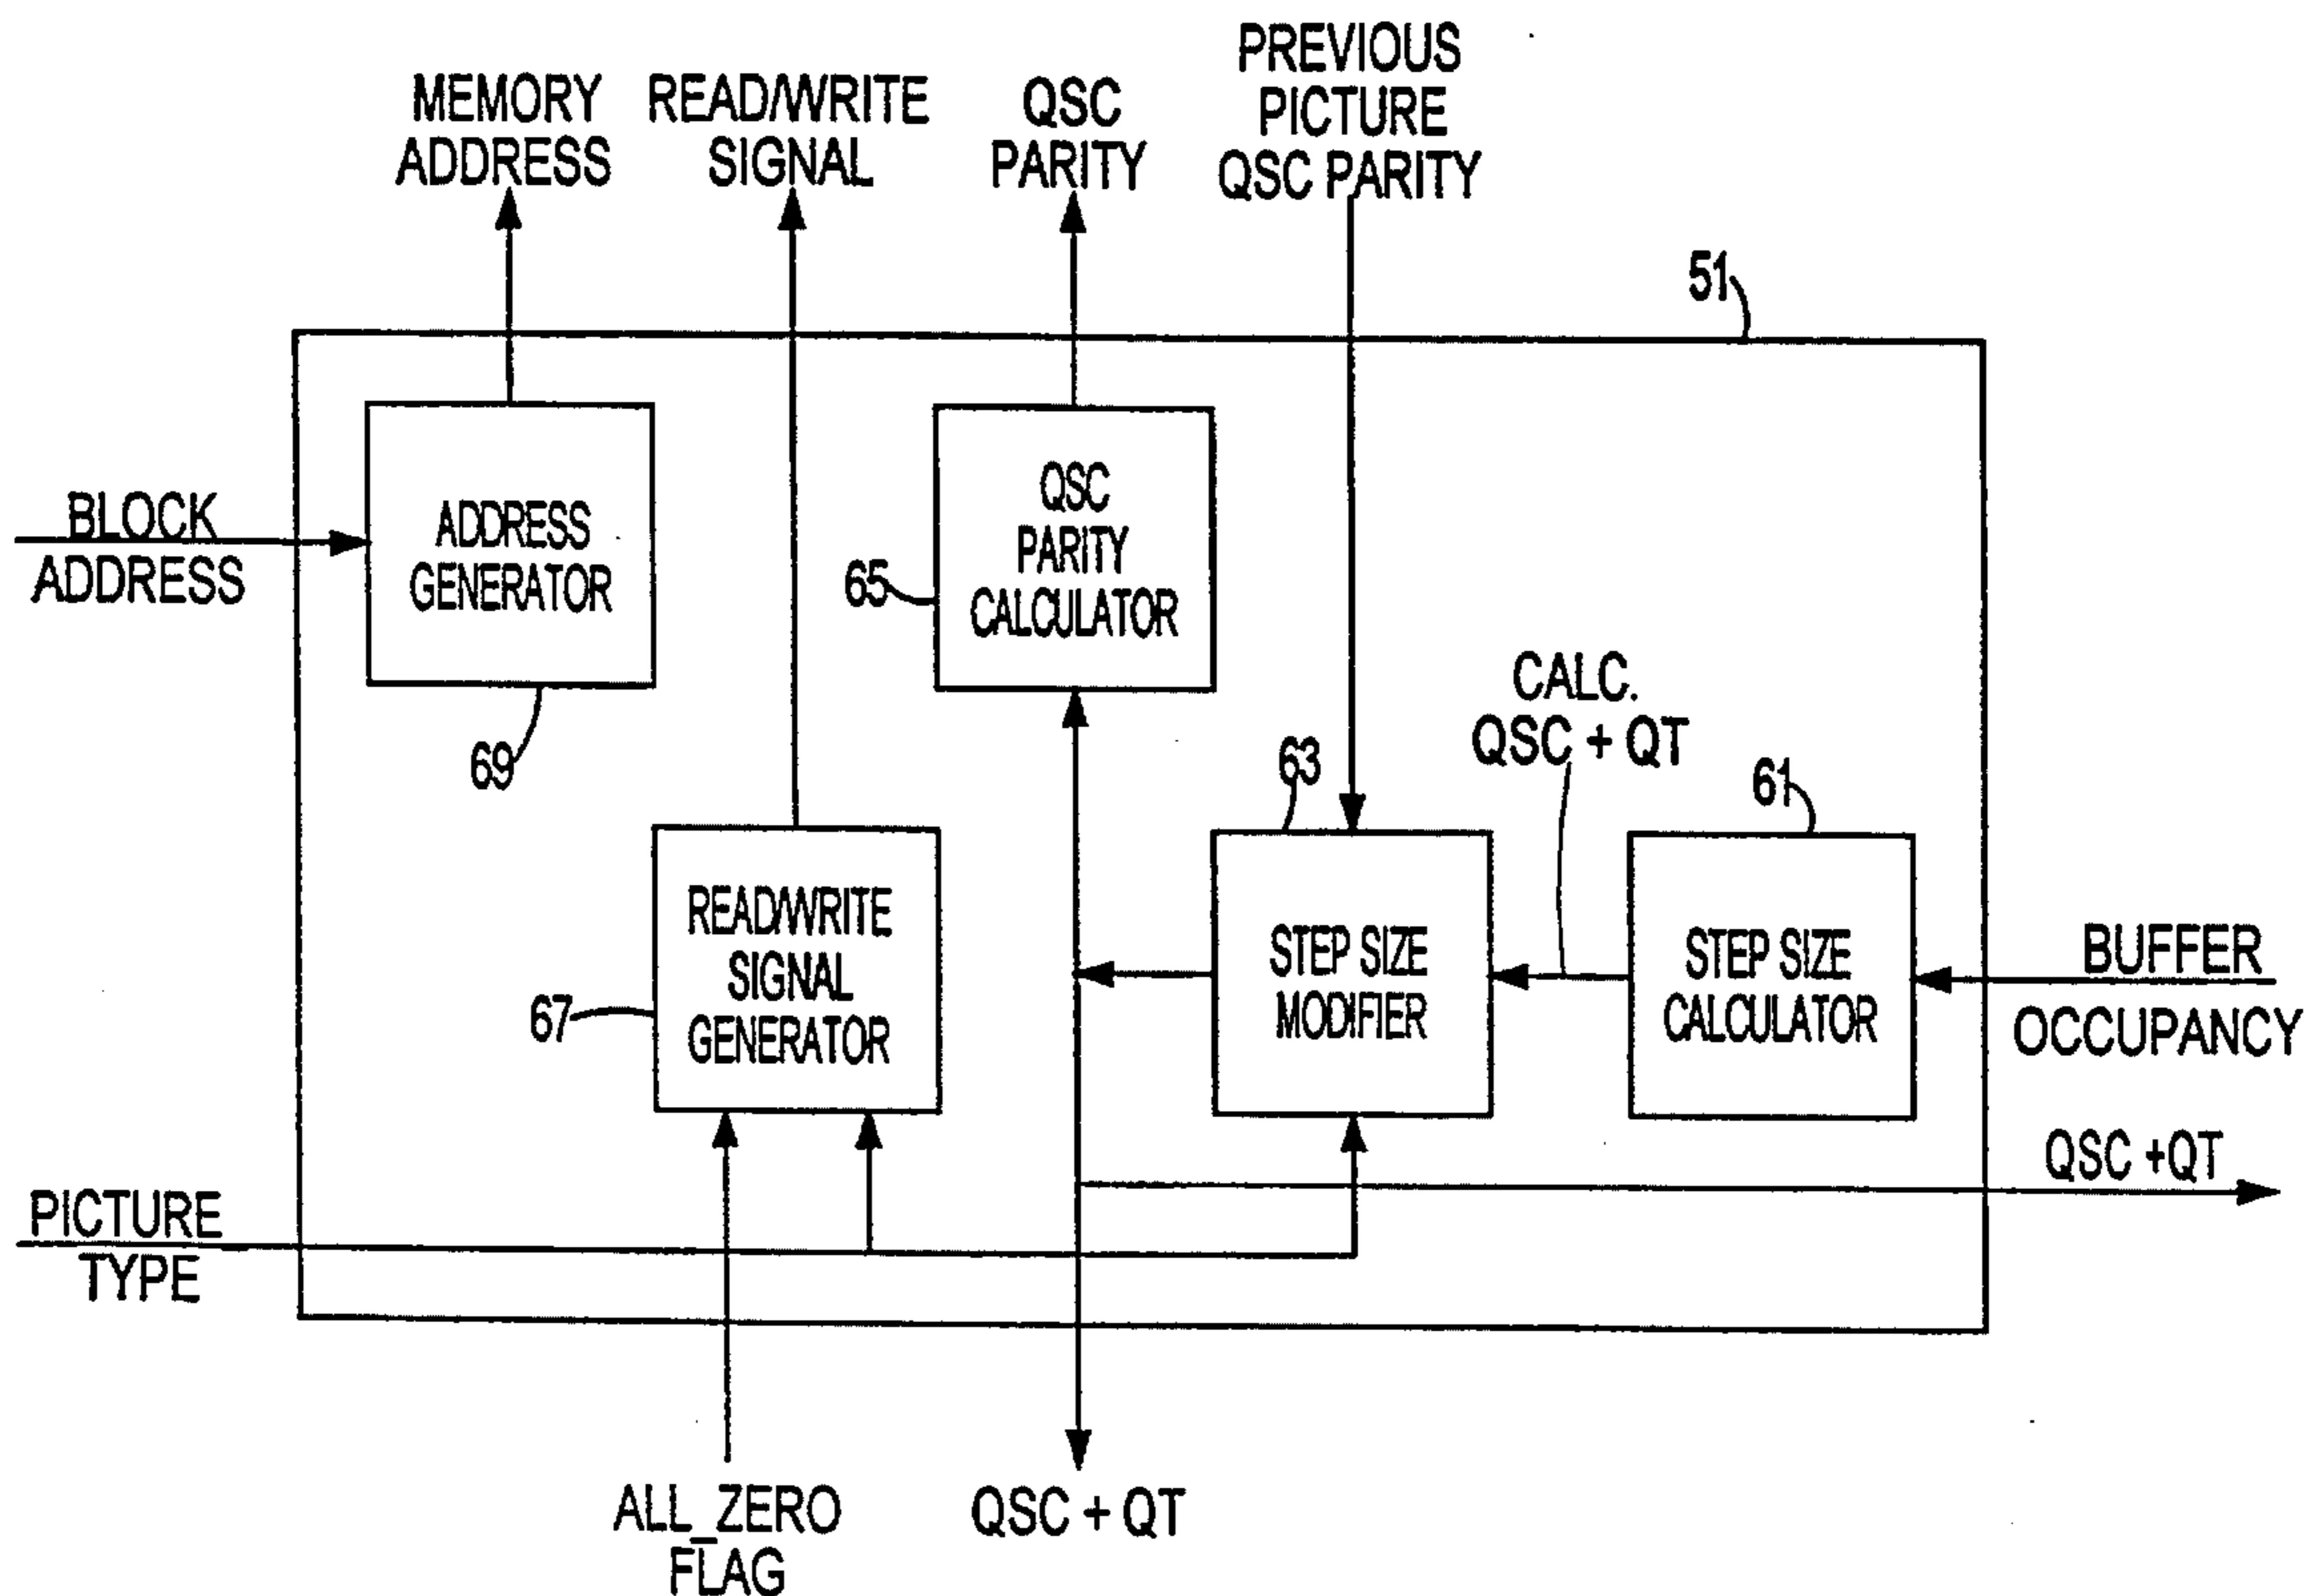 MEMORY
ADDRESS
READ/WRITE
SIGNAL
QSC
PARITY
PREVIOUS
PICTURE
QSC PARITY
51
BLOCK
ADDRESS
ADDRESS
GENERATOR
69
65
QSC
PARITY
CALCULATOR
CALC.
QSC + QT
63
61
67
READ/WRITE
SIGNAL
GENERATOR
STEP SIZE
MODIFIER
STEP SIZE
CALCULATOR
BUFFER
OCCUPANCY
QSC +QT
PICTURE
TYPE
ALL_ZERO
FLAG
QSC + QT